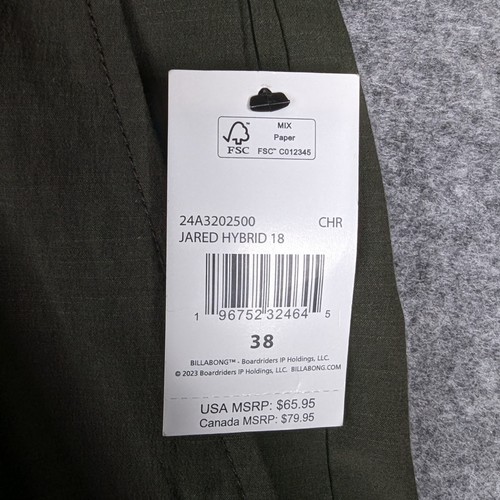 MIX
Paper
FSC
FSC™ C012345
24A3202500 CHR
JARED HYBRID 18
1 96752 32464 5
38
BILLABONG™ - Boardriders IP Holdings, LLC.
© 2023 Boardriders IP Holdings, LLC. BILLABONG.COM
USA MSRP: $65.95
Canada MSRP: $79.95